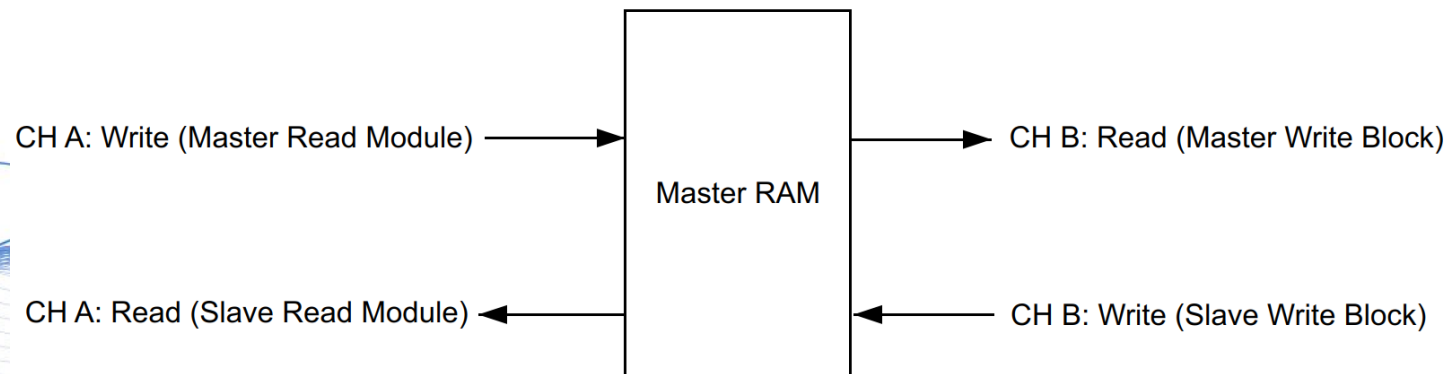 CH A: Write (Master Read Module)
CH B: Read (Master Write Block)
Master RAM
CH A: Read (Slave Read Module)
CH B: Write (Slave Write Block)